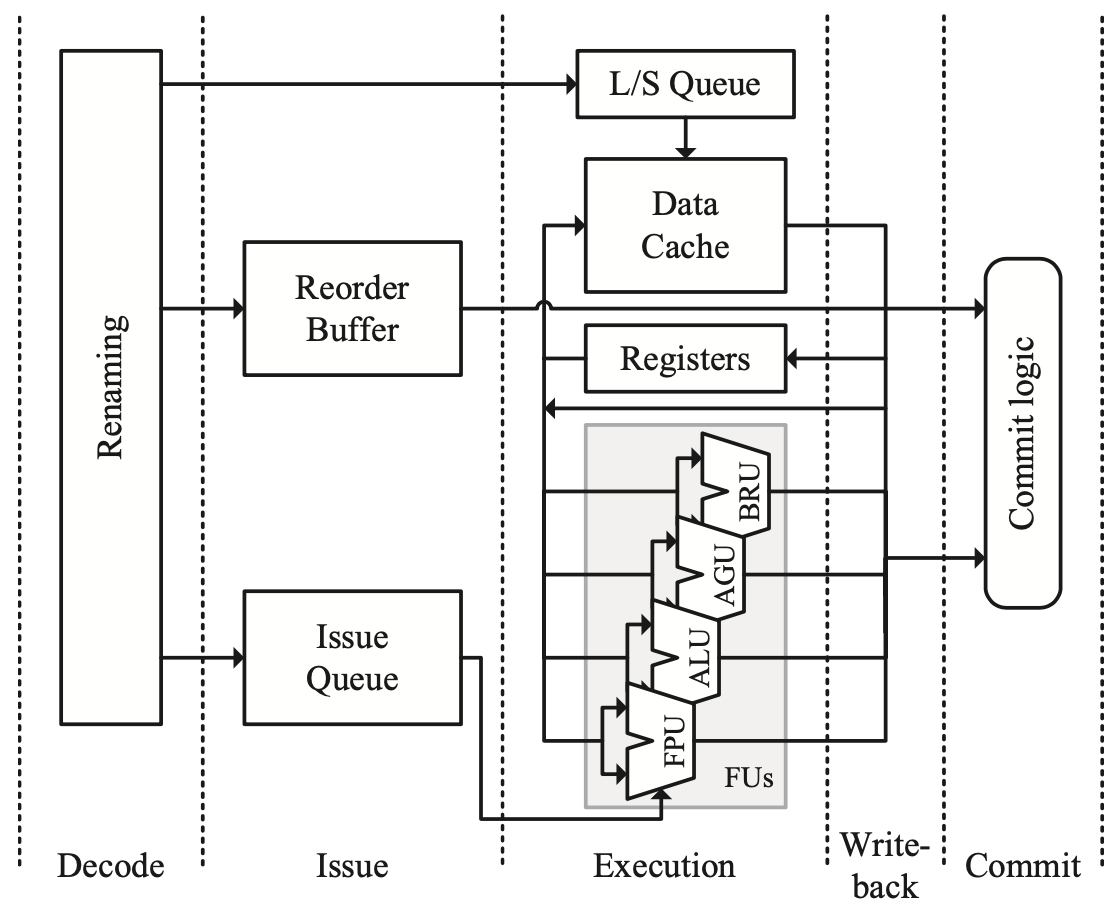 L/S Queue
Data
Cache
Reorder
Buffer
Renaming
Registers
Commit logic
BRU
AGU
ALU
FPU
FUs
Issue
Queue
Decode
Issue
Execution
Write-
back
Commit